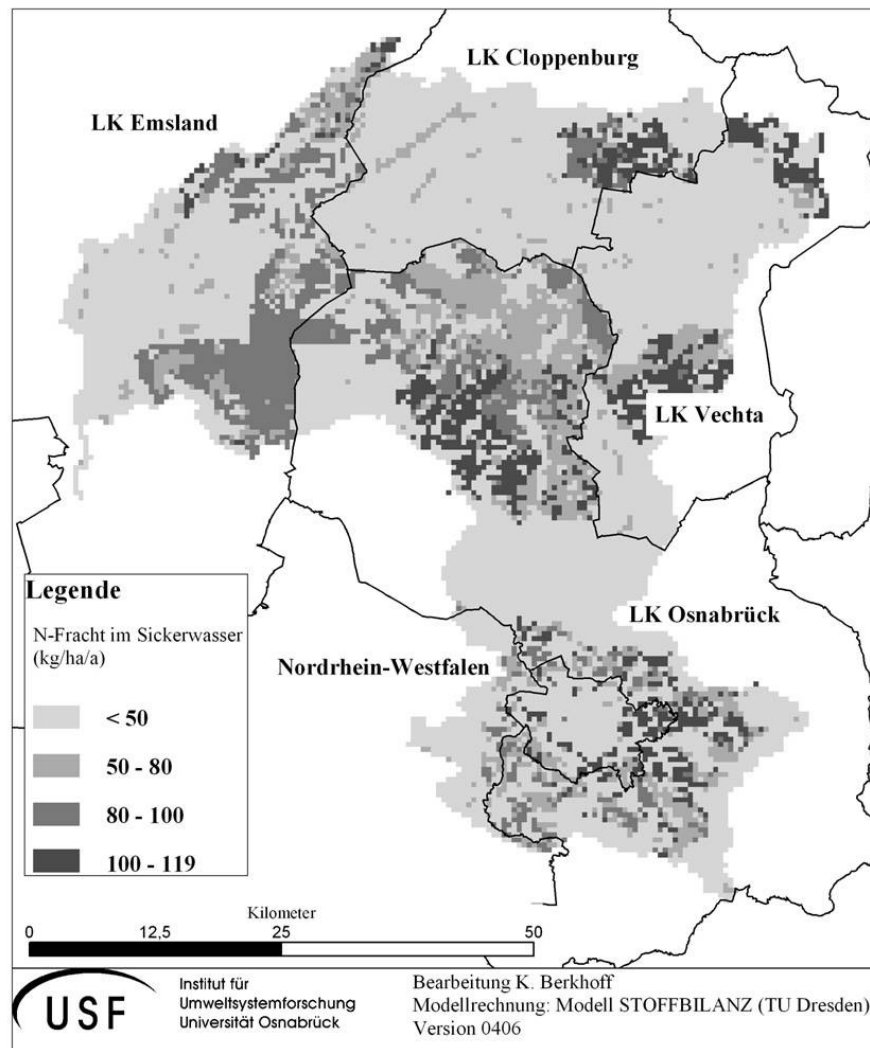 LK Cloppenburg
LK Emsland
LK Vechta
LK Osnabrück
Nordrhein-Westfalen
Legende
N-Fracht im Sickerwasser
(kg/ha/a)
< 50
50 - 80
80 - 100
100 - 119
Kilometer
0 12,5 25 50
USF
Institut für
Umweltsystemforschung
Universität Osnabrück
Bearbeitung K. Berkhoff
Modellrechnung: Modell STOFFBILANZ (TU Dresden)
Version 0406